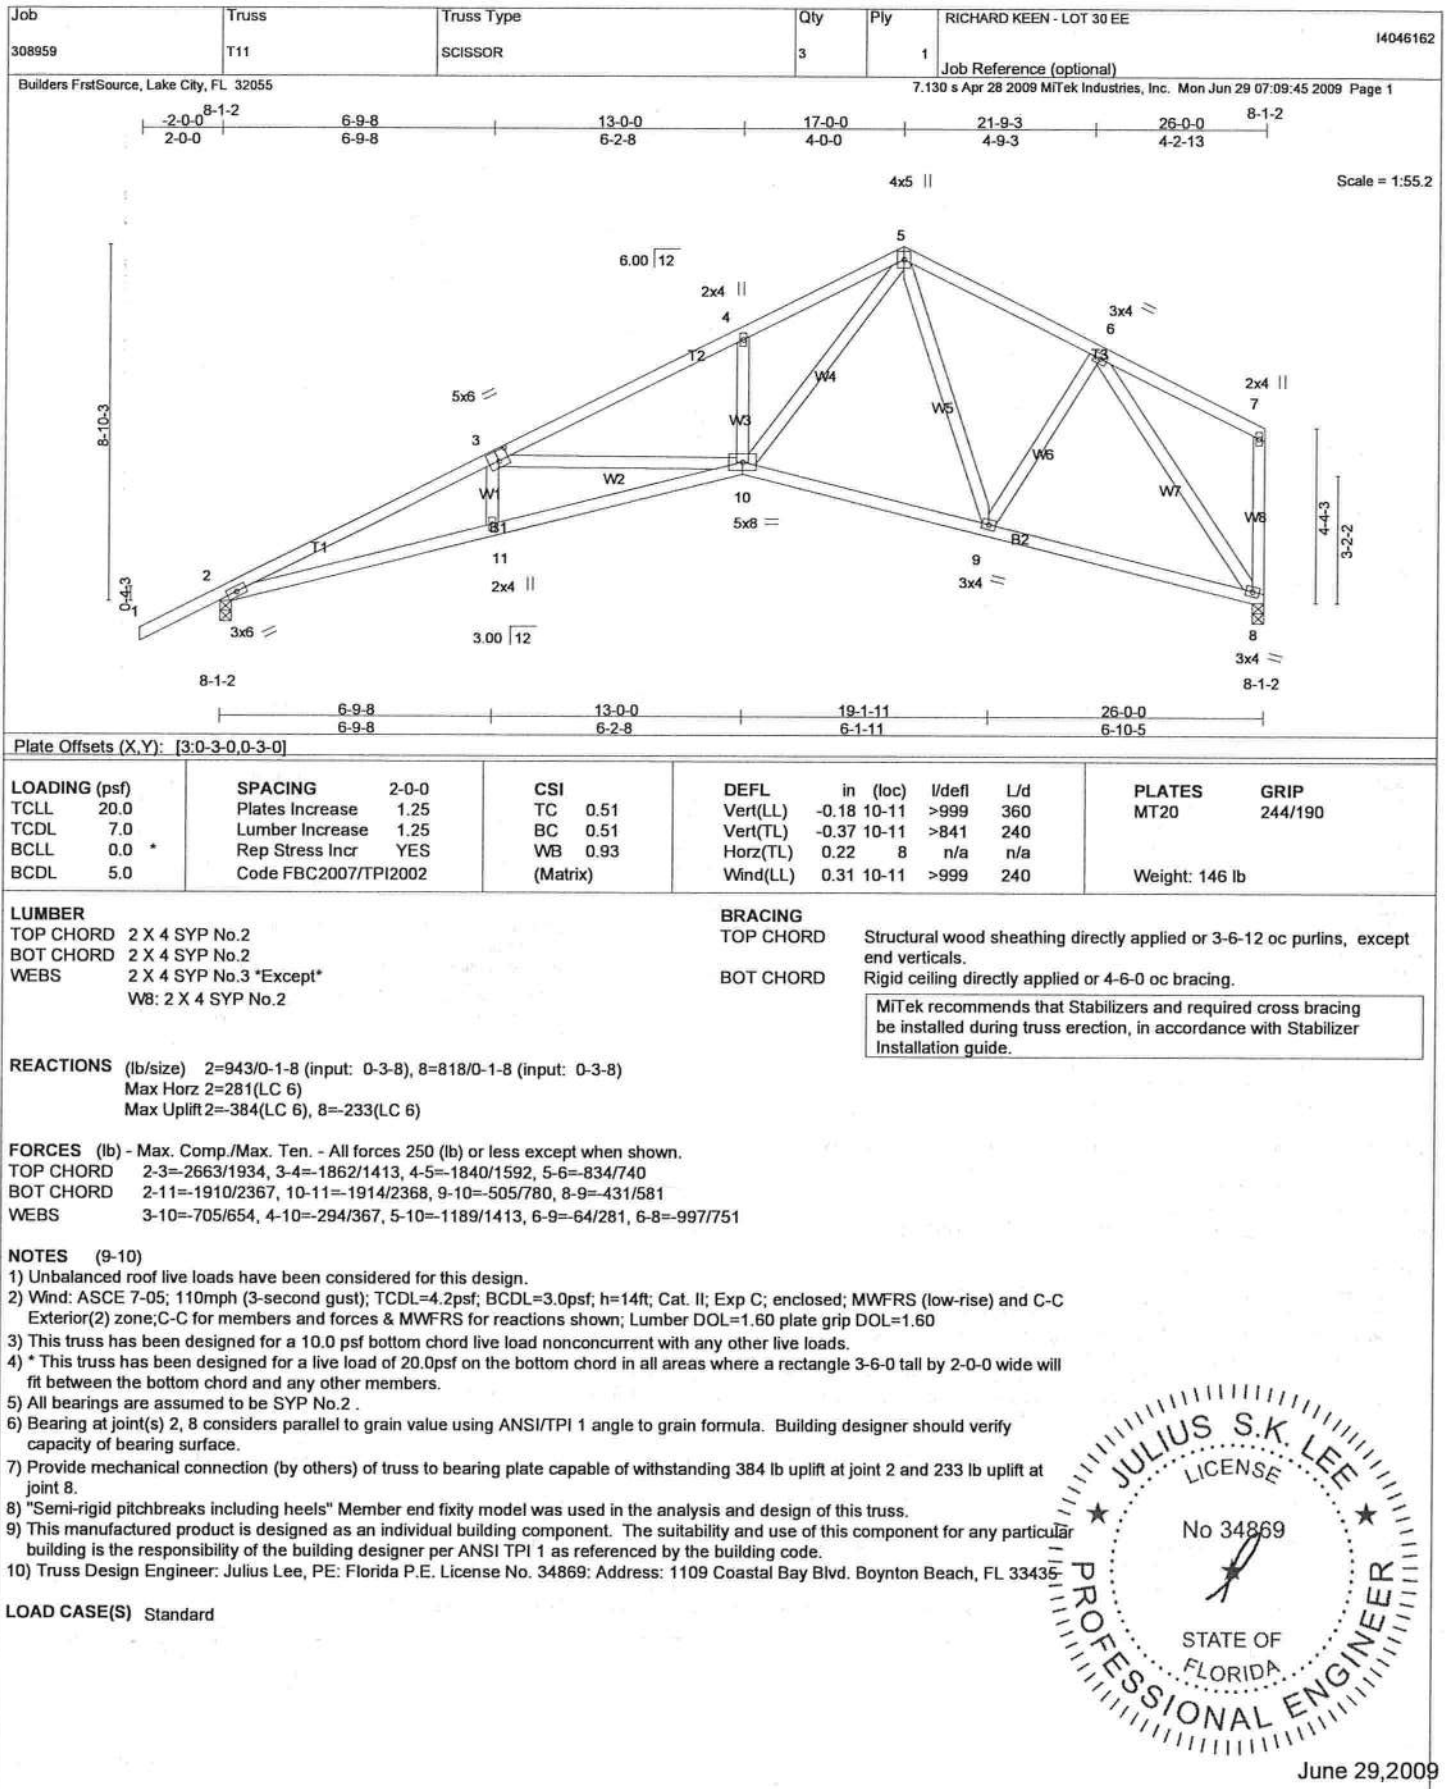 Job Truss Truss Type Qty Ply RICHARD KEEN - LOT 30 EE
I4046162
308959 T11 SCISSOR 3 1
Job Reference (optional)
Builders FrstSource, Lake City, FL 32055 7.130 s Apr 28 2009 MiTek Industries, Inc. Mon Jun 29 07:09:45 2009 Page 1
8-1-2 8-1-2
-2-0-0 6-9-8 13-0-0 17-0-0 21-9-3 26-0-0
2-0-0 6-9-8 6-2-8 4-0-0 4-9-3 4-2-13
4x5 ||
Scale = 1:55.2
5
6.00 12
2x4 ||
4
3x4
6
T2
T3
W4
5x6
2x4 ||
7
8-10-3
W3
W5
3
W6
W2
W1
W7
10
5x8 =
4-4-3
3-2-2
W8
B1
T1
11
2x4 ||
B2
9
3x4
2
0-4-3
1
3x6
3.00 12
8
3x4
8-1-2 8-1-2
6-9-8 13-0-0 19-1-11 26-0-0
6-9-8 6-2-8 6-1-11 6-10-5
Plate Offsets (X,Y): [3:0-3-0,0-3-0]
LOADING (psf) SPACING 2-0-0 CSI DEFL in (loc) l/defl L/d PLATES GRIP
TCLL 20.0 Plates Increase 1.25 TC 0.51 Vert(LL) -0.18 10-11 >999 360 MT20 244/190
TCDL 7.0 Lumber Increase 1.25 BC 0.51 Vert(TL) -0.37 10-11 >841 240
BCLL 0.0 * Rep Stress Incr YES WB 0.93 Horz(TL) 0.22 8 n/a n/a
BCDL 5.0 Code FBC2007/TPI2002 (Matrix) Wind(LL) 0.31 10-11 >999 240 Weight: 146 lb
LUMBER
TOP CHORD 2 X 4 SYP No.2
BOT CHORD 2 X 4 SYP No.2
WEBS 2 X 4 SYP No.3 *Except*
W8: 2 X 4 SYP No.2
BRACING
TOP CHORD Structural wood sheathing directly applied or 3-6-12 oc purlins, except
end verticals.
BOT CHORD Rigid ceiling directly applied or 4-6-0 oc bracing.
MiTek recommends that Stabilizers and required cross bracing
be installed during truss erection, in accordance with Stabilizer
Installation guide.
REACTIONS (lb/size) 2=943/0-1-8 (input: 0-3-8), 8=818/0-1-8 (input: 0-3-8)
Max Horz 2=281(LC 6)
Max Uplift 2=-384(LC 6), 8=-233(LC 6)
FORCES (lb) - Max. Comp./Max. Ten. - All forces 250 (lb) or less except when shown.
TOP CHORD 2-3=-2663/1934, 3-4=-1862/1413, 4-5=-1840/1592, 5-6=-834/740
BOT CHORD 2-11=-1910/2367, 10-11=-1914/2368, 9-10=-505/780, 8-9=-431/581
WEBS 3-10=-705/654, 4-10=-294/367, 5-10=-1189/1413, 6-9=-64/281, 6-8=-997/751
NOTES (9-10)
1) Unbalanced roof live loads have been considered for this design.
2) Wind: ASCE 7-05; 110mph (3-second gust); TCDL=4.2psf; BCDL=3.0psf; h=14ft; Cat. II; Exp C; enclosed; MWFRS (low-rise) and C-C
Exterior(2) zone;C-C for members and forces & MWFRS for reactions shown; Lumber DOL=1.60 plate grip DOL=1.60
3) This truss has been designed for a 10.0 psf bottom chord live load nonconcurrent with any other live loads.
4) * This truss has been designed for a live load of 20.0psf on the bottom chord in all areas where a rectangle 3-6-0 tall by 2-0-0 wide will
fit between the bottom chord and any other members.
5) All bearings are assumed to be SYP No.2 .
6) Bearing at joint(s) 2, 8 considers parallel to grain value using ANSI/TPI 1 angle to grain formula. Building designer should verify
capacity of bearing surface.
7) Provide mechanical connection (by others) of truss to bearing plate capable of withstanding 384 lb uplift at joint 2 and 233 lb uplift at
joint 8.
8) "Semi-rigid pitchbreaks including heels" Member end fixity model was used in the analysis and design of this truss.
9) This manufactured product is designed as an individual building component. The suitability and use of this component for any particular
building is the responsibility of the building designer per ANSI TPI 1 as referenced by the building code.
10) Truss Design Engineer: Julius Lee, PE: Florida P.E. License No. 34869: Address: 1109 Coastal Bay Blvd. Boynton Beach, FL 33435
LOAD CASE(S) Standard
JULIUS S.K. LEE
LICENSE
No 34869
STATE OF
FLORIDA
PROFESSIONAL ENGINEER
June 29,2009